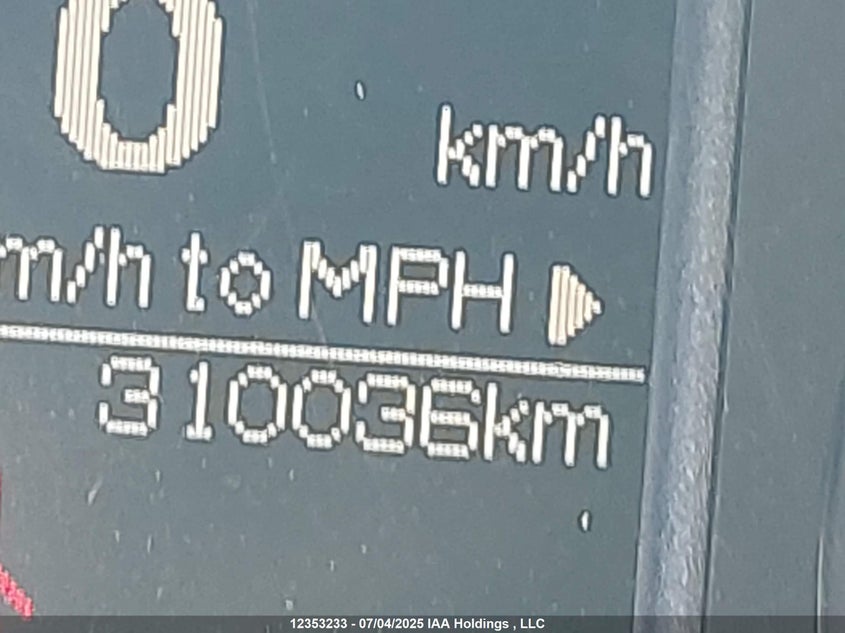 0
km/h
m/h to MPH
310036km
12353233 - 07/04/2025 IAA Holdings , LLC